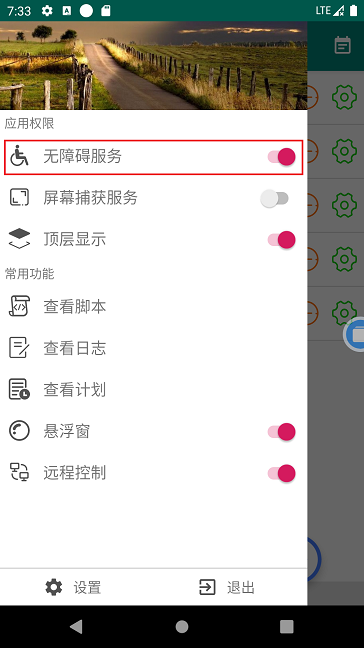 7:33
LTE
应用权限
无障碍服务
屏幕捕获服务
顶层显示
常用功能
查看脚本
查看日志
查看计划
悬浮窗
远程控制
设置
退出